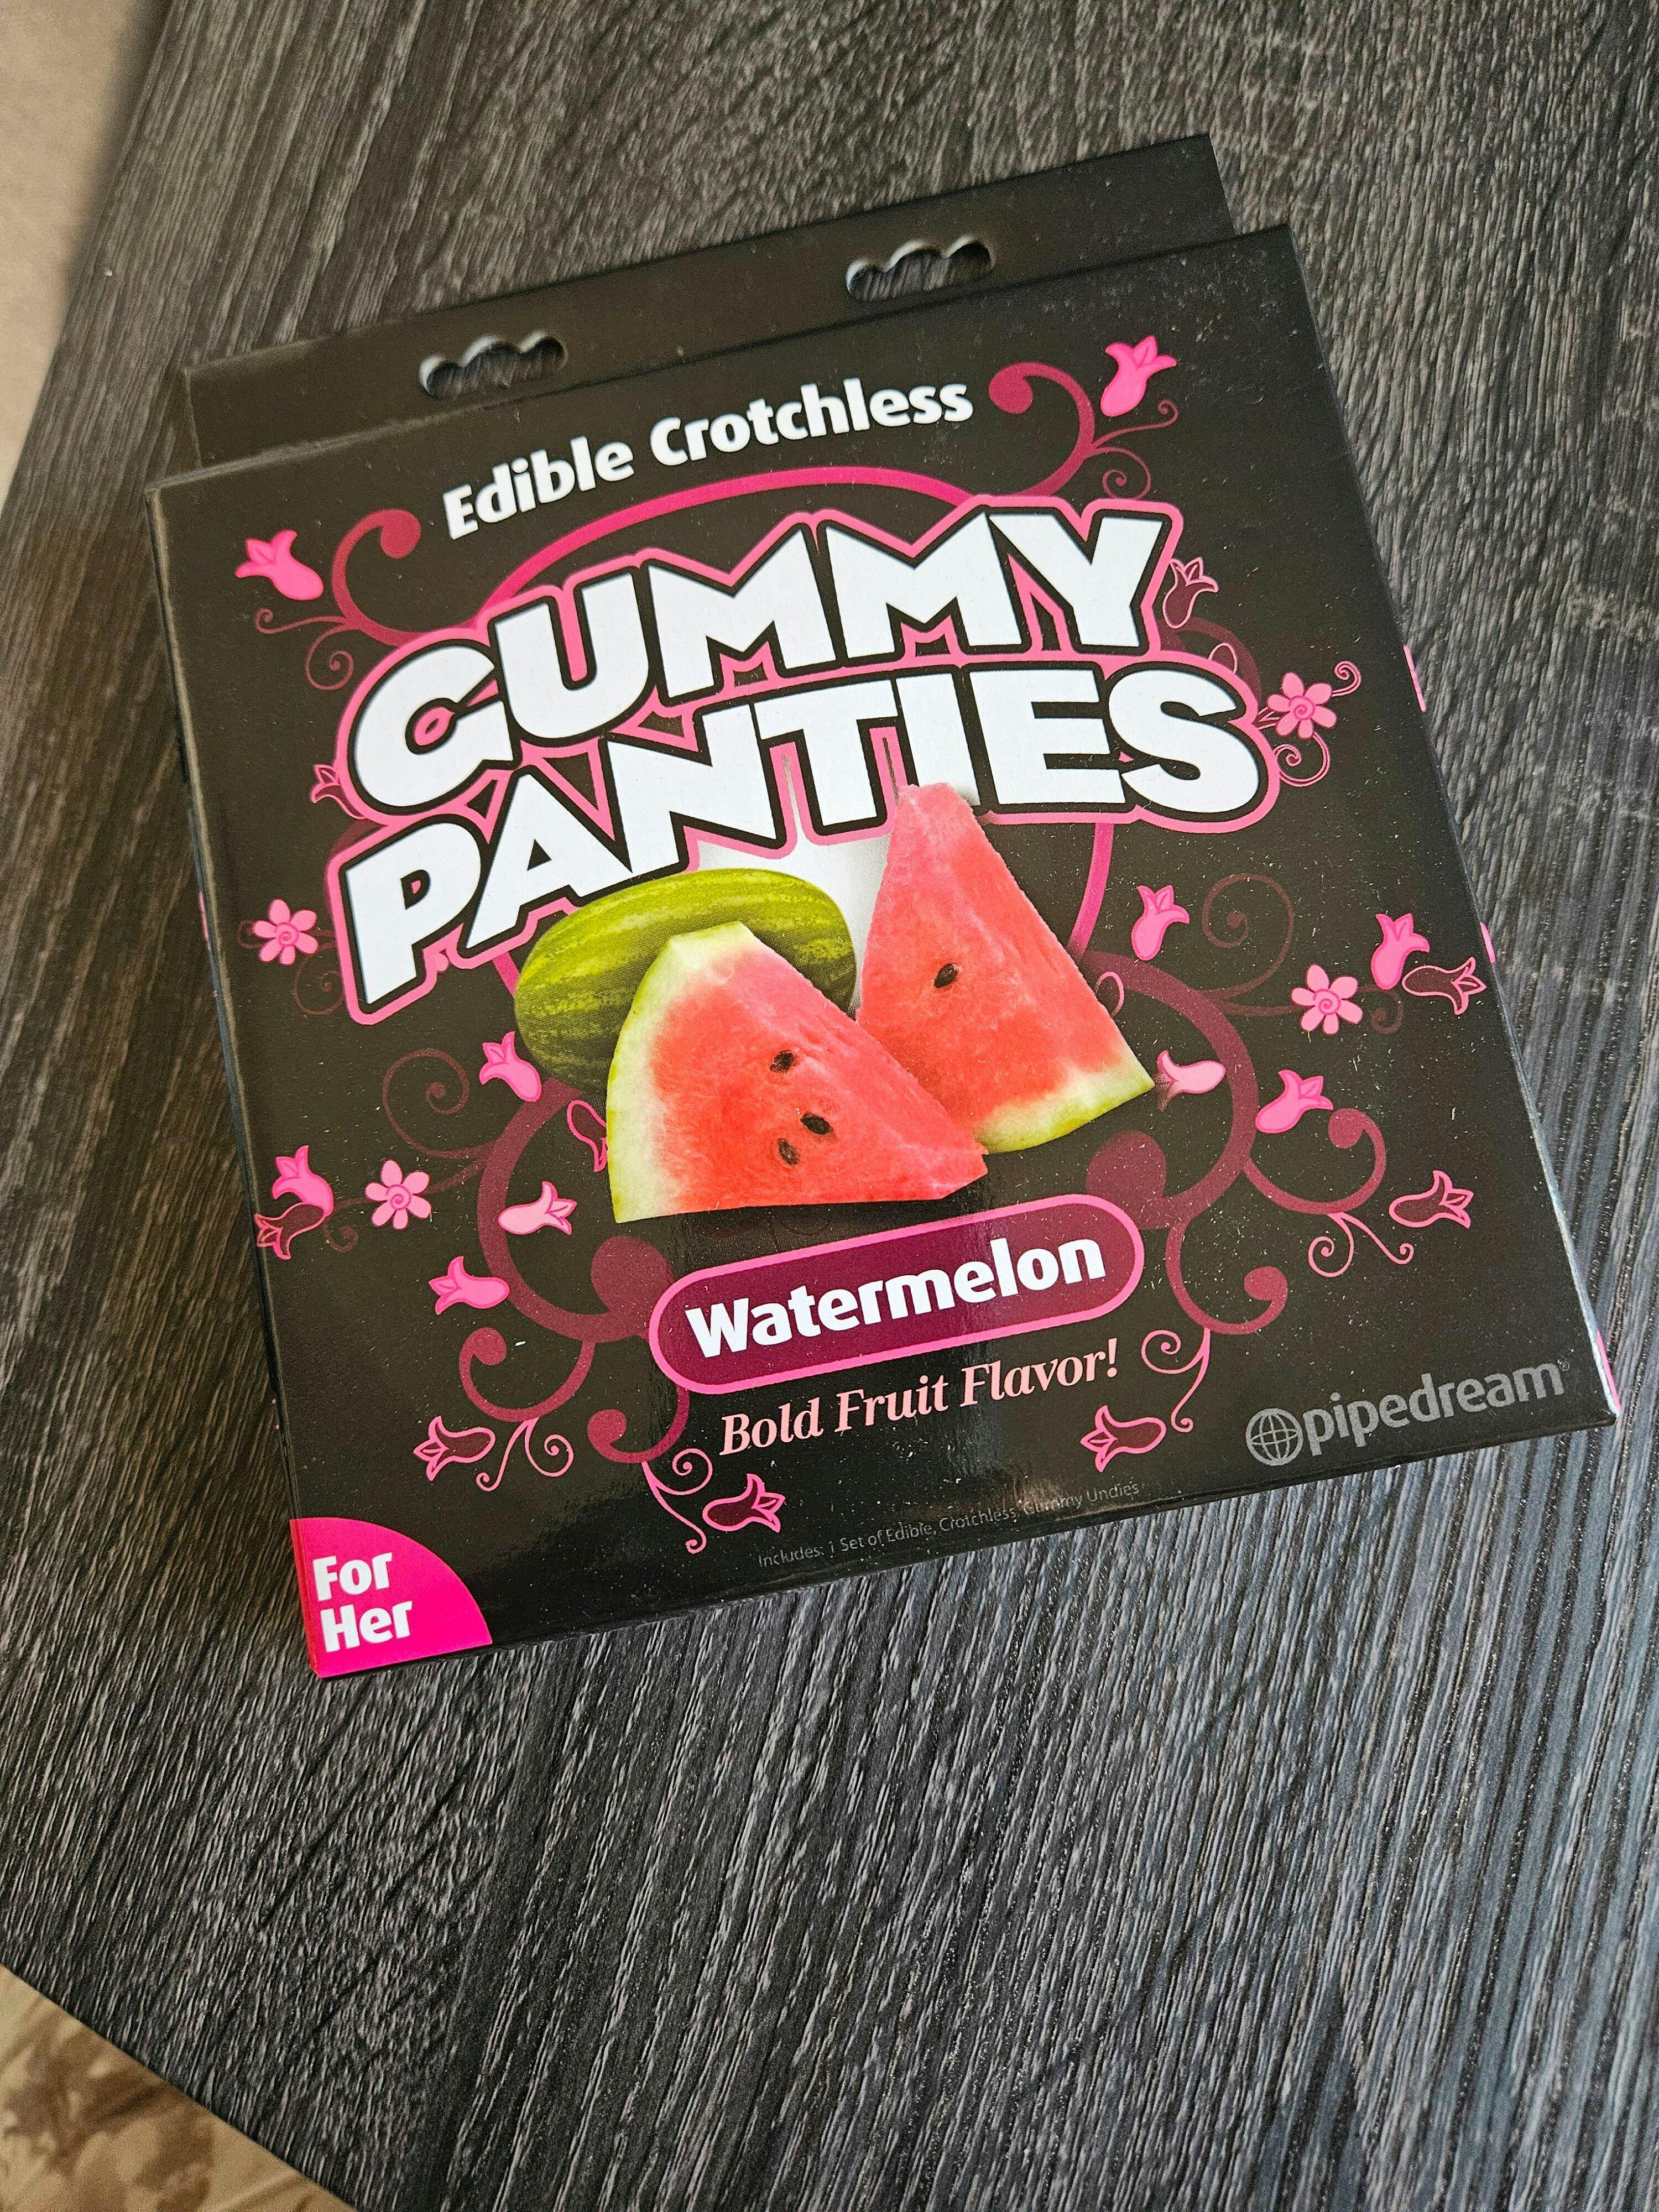 Edible Crotchless
GUMMY
PANTIES
Watermelon
Bold Fruit Flavor!
pipedream®
Includes: 1 Set of Edible, Crotchless, Gummy Undies
For
Her